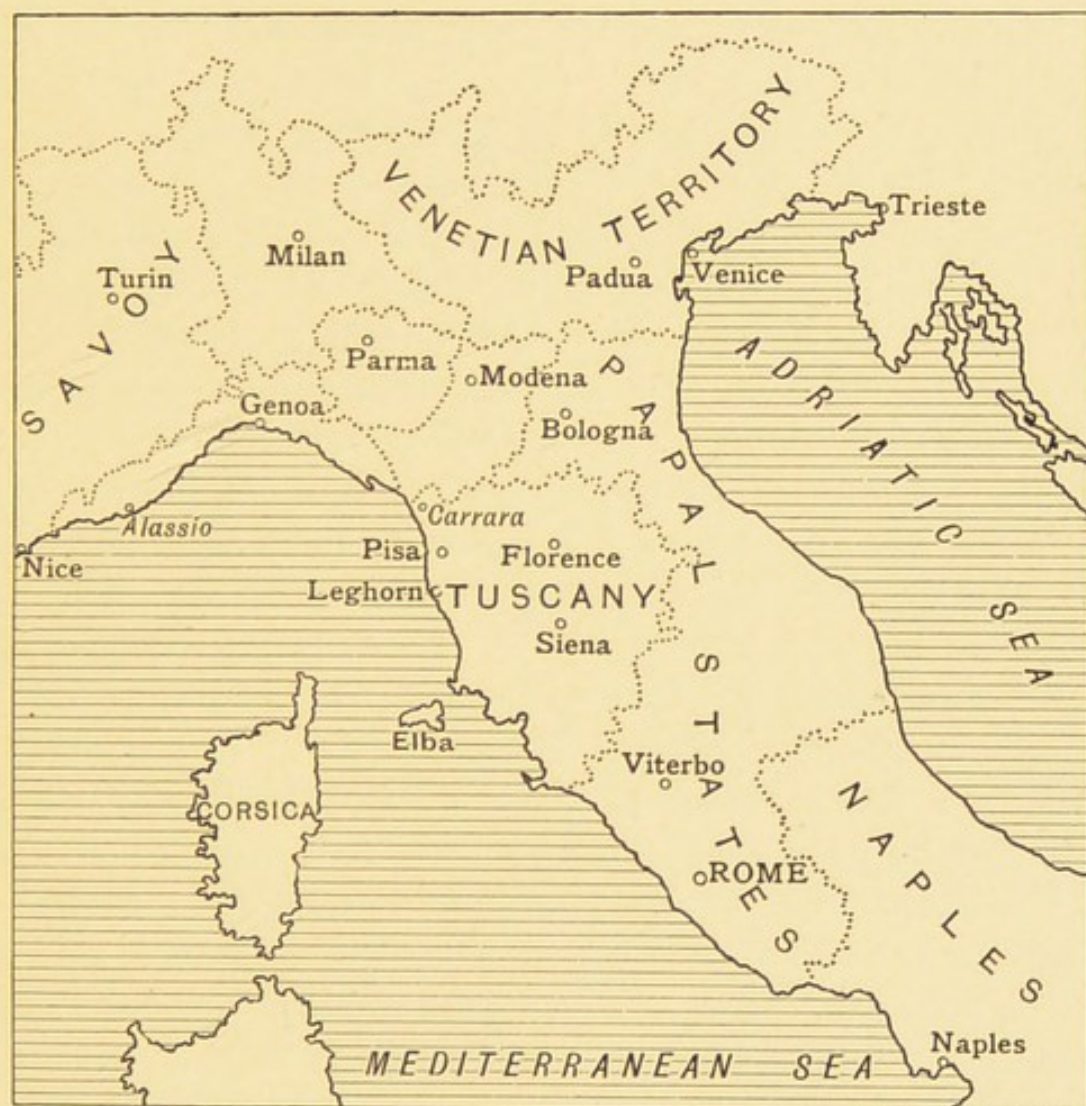 VENETIAN TERRITORY
Trieste
Milan
Padua
Venice
Turin
SAVOY
ADRIATIC SEA
Parma
Modena
PAPAL STATES
Genoa
Bologna
Alassio
Carrara
Pisa
Florence
Nice
Leghorn
TUSCANY
Siena
Elba
Viterbo
CORSICA
NAPLES
ROME
Naples
MEDITERRANEAN SEA